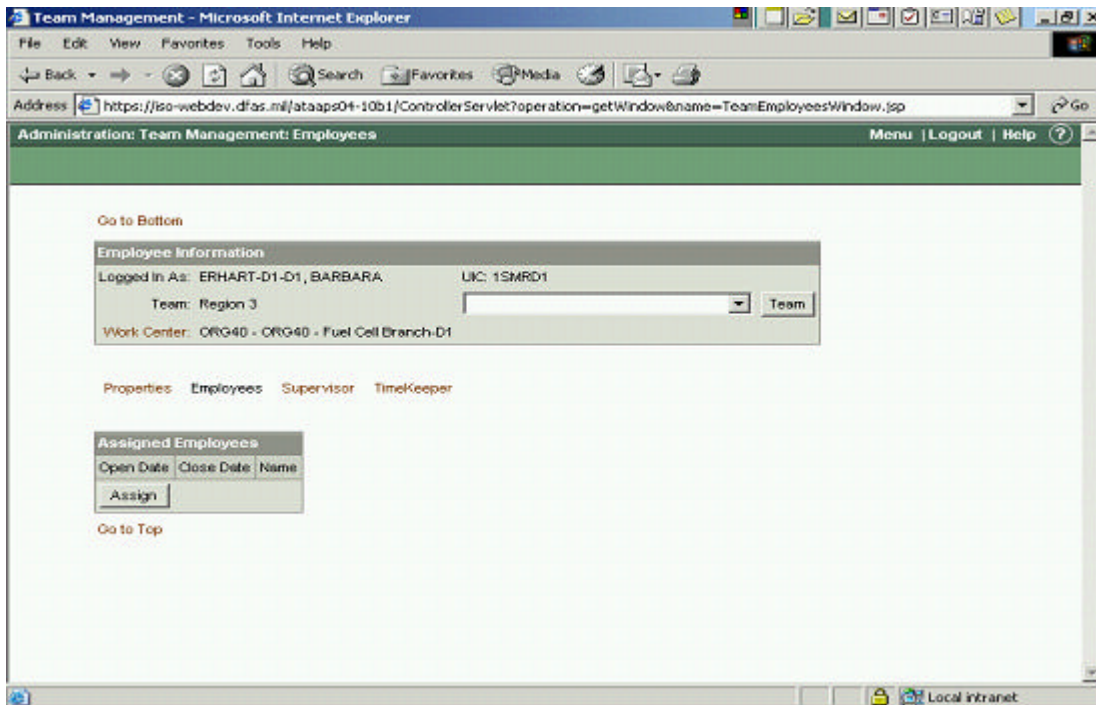 Team Management - Microsoft Internet Explorer
File Edit View Favorites Tools Help
Back Search Favorites Media
Address https://iso-webdev.dfas.mil/ataaps04-10b1/ControllerServlet?operation=getWindow&name=TeamEmployeesWindow.jsp Go
Administration: Team Management: Employees Menu | Logout | Help ?
Go to Bottom
Employee Information
Logged In As: ERHART-D1-D1, BARBARA UIC: 1SMRD1
Team: Region 3 Team
Work Center: ORG40 - ORG40 - Fuel Cell Branch-D1
Properties Employees Supervisor TimeKeeper
Assigned Employees
Open Date Close Date Name
Assign
Go to Top
Local intranet